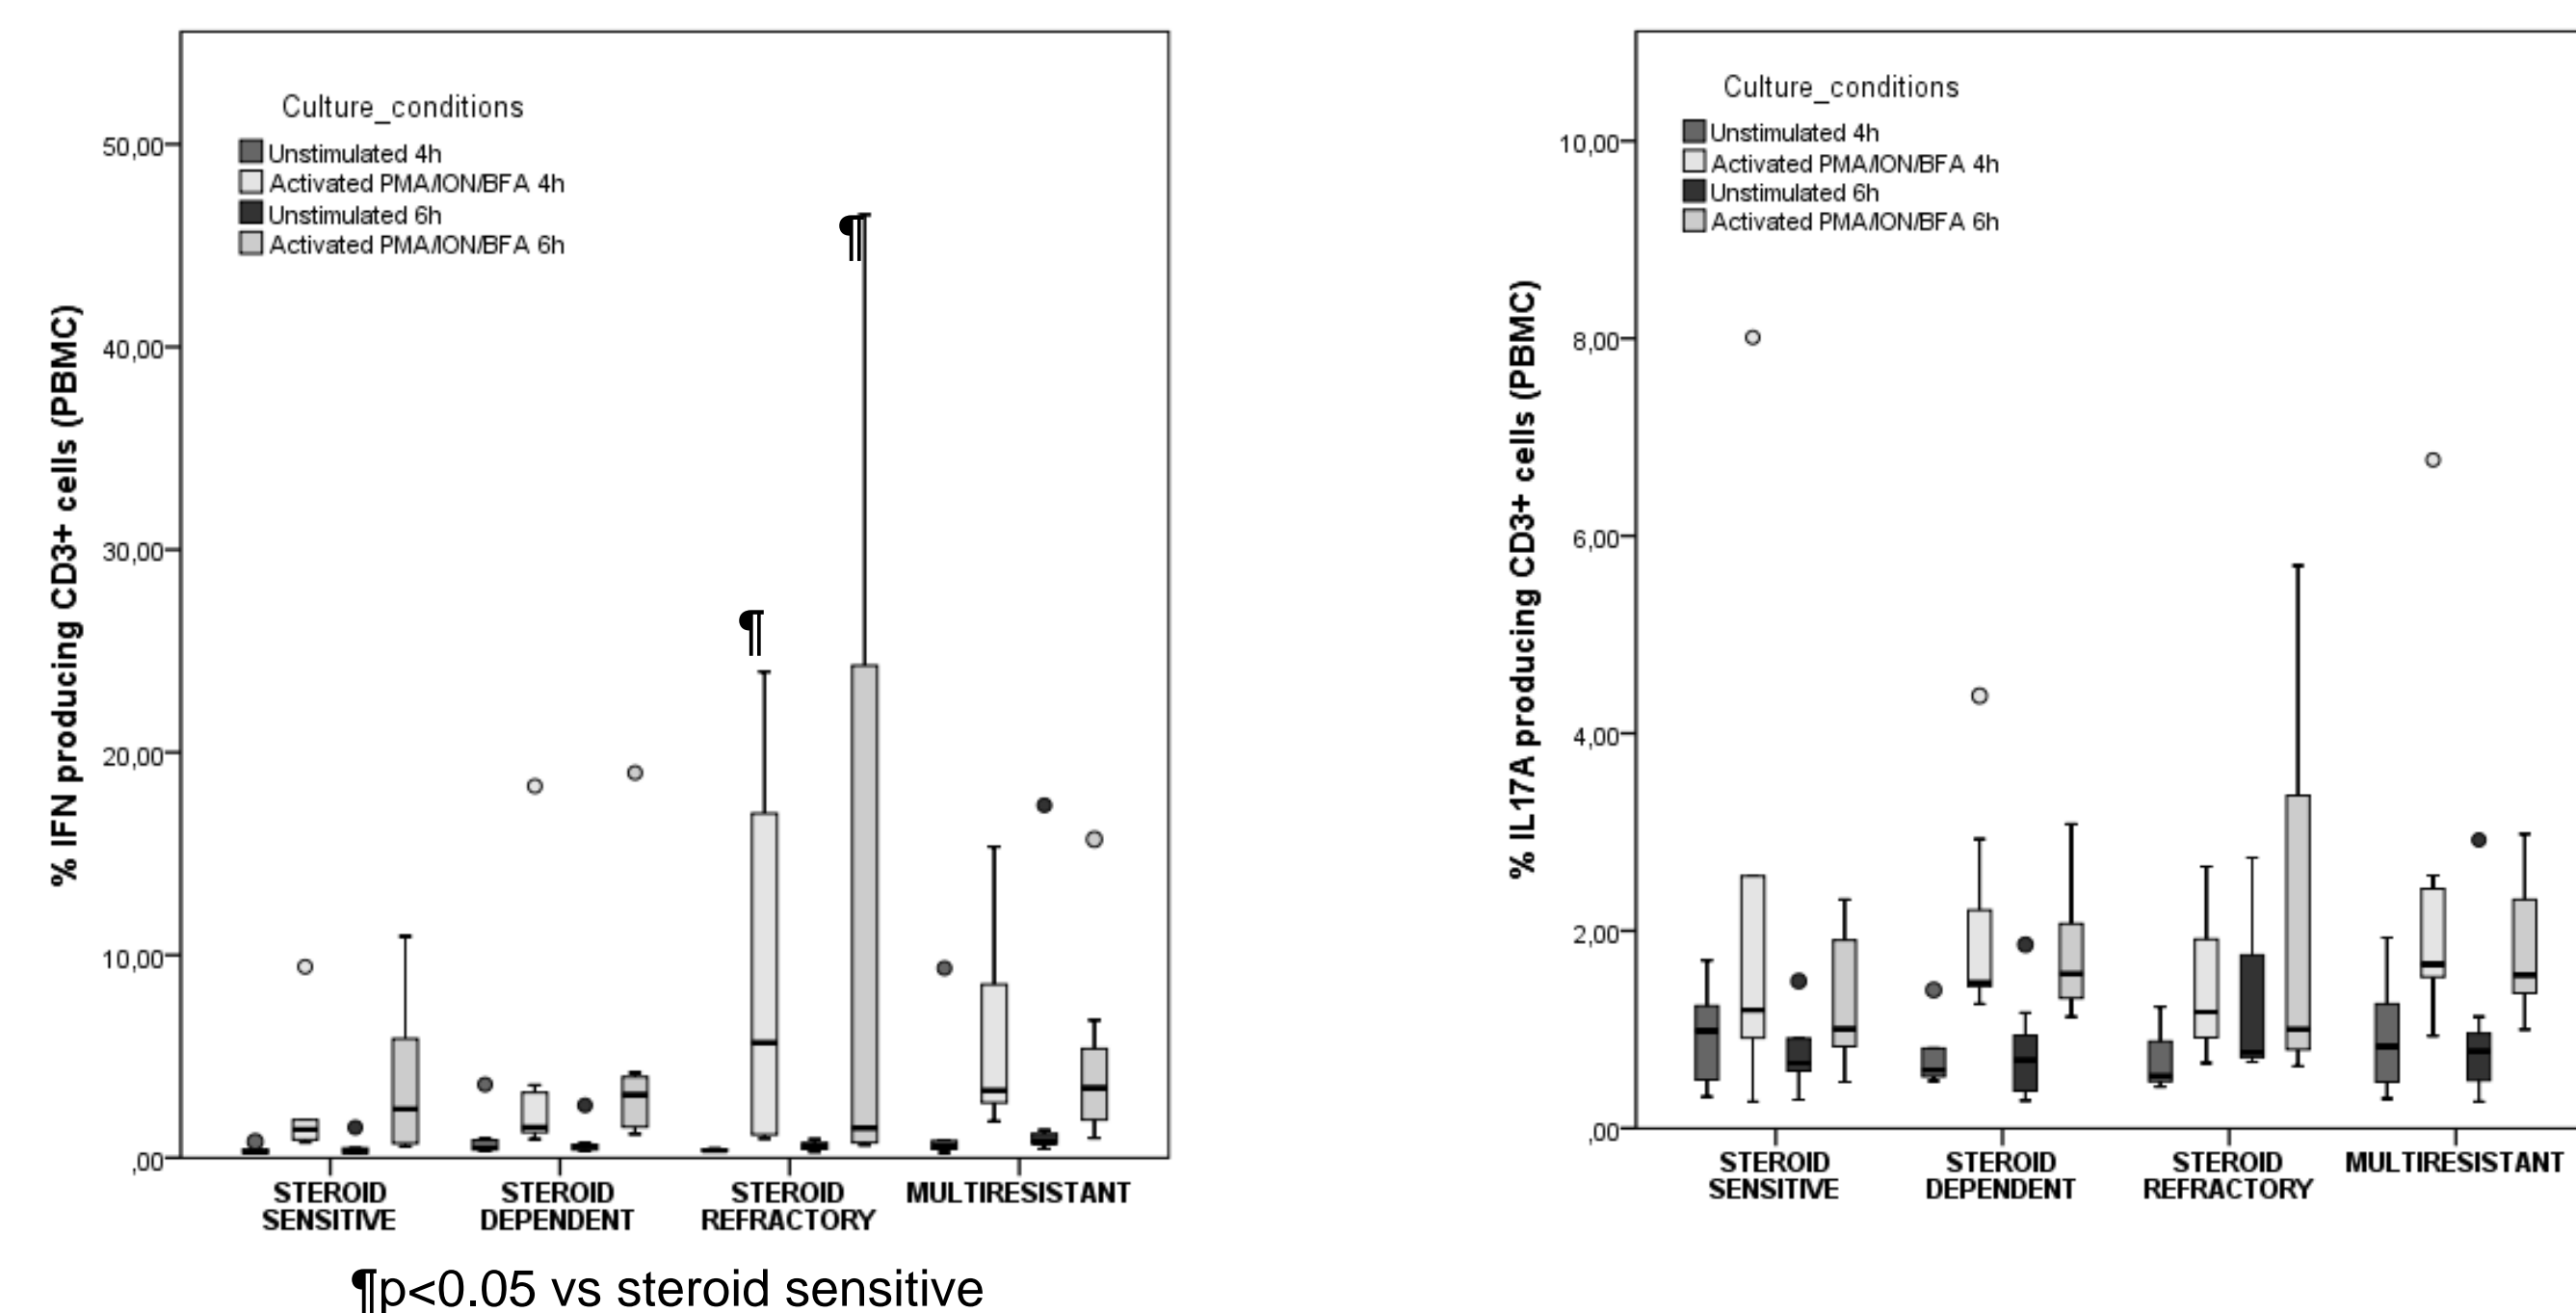 Culture_conditions
Unstimulated 4h
Activated PMA/ION/BFA 4h
Unstimulated 6h
Activated PMA/ION/BFA 6h
% IFN producing CD3+ cells (PBMC)
50,00
40,00
30,00
20,00
10,00
,00
¶
¶
STEROID
SENSITIVE
STEROID
DEPENDENT
STEROID
REFRACTORY
MULTIRESISTANT
¶p<0.05 vs steroid sensitive
Culture_conditions
Unstimulated 4h
Activated PMA/ION/BFA 4h
Unstimulated 6h
Activated PMA/ION/BFA 6h
% IL17A producing CD3+ cells (PBMC)
10,00
8,00
6,00
4,00
2,00
,00
STEROID
SENSITIVE
STEROID
DEPENDENT
STEROID
REFRACTORY
MULTIRESISTANT